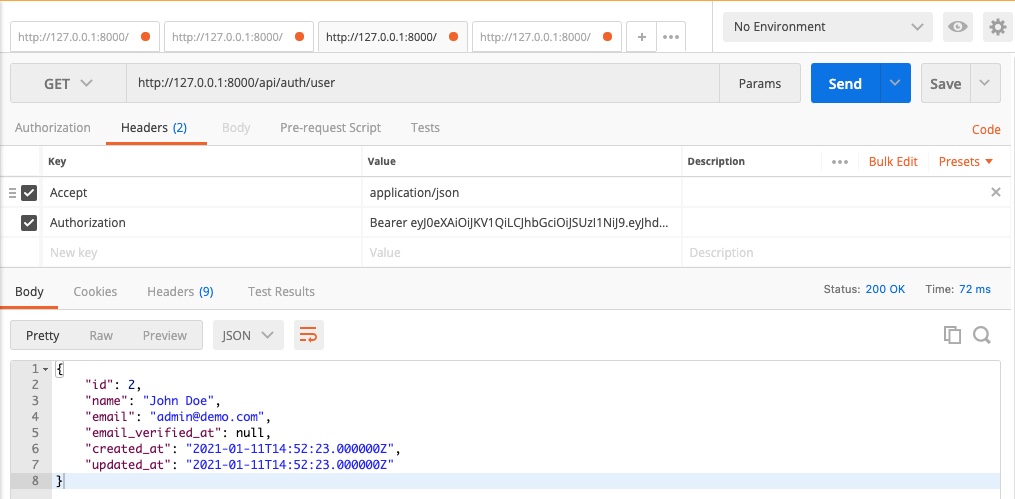 http://127.0.0.1:8000/ http://127.0.0.1:8000/ http://127.0.0.1:8000/ http://127.0.0.1:8000/ + ••• No Environment
GET http://127.0.0.1:8000/api/auth/user Params Send Save
Authorization Headers (2) Body Pre-request Script Tests Code
Key Value Description ••• Bulk Edit Presets
Accept application/json
Authorization Bearer eyJ0eXAiOiJKV1QiLCJhbGciOiJSUzI1NiJ9.eyJhd...
New key Value Description
Body Cookies Headers (9) Test Results Status: 200 OK Time: 72 ms
Pretty Raw Preview JSON
1 {
2 "id": 2,
3 "name": "John Doe",
4 "email": "admin@demo.com",
5 "email_verified_at": null,
6 "created_at": "2021-01-11T14:52:23.000000Z",
7 "updated_at": "2021-01-11T14:52:23.000000Z"
8 }